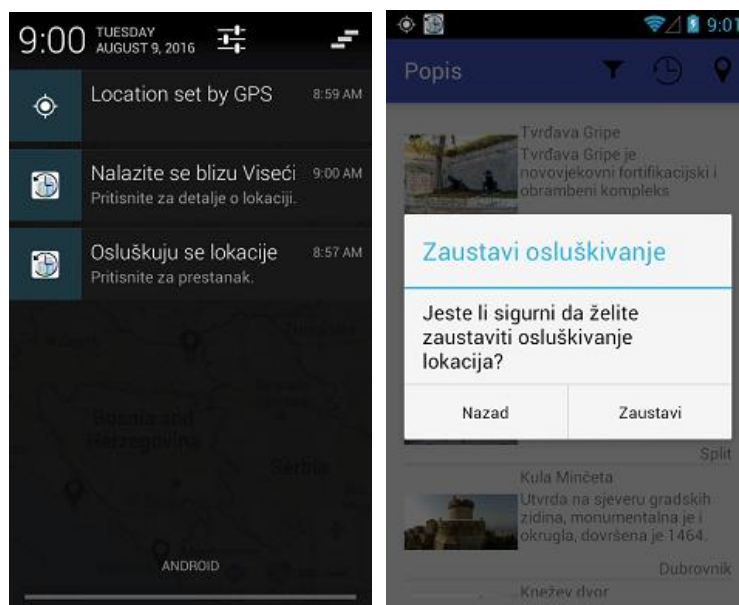 9:00 TUESDAY
AUGUST 9, 2016
Location set by GPS 8:59 AM
Nalazite se blizu Viseći 9:00 AM
Pritisnite za detalje o lokaciji.
Osluškuju se lokacije 8:57 AM
Pritisnite za prestanak.
Bosnia and
Herzegovina
Serbia
ANDROID
9:01
Popis
Tvrđava Gripe
Tvrđava Gripe je
novovjekovni fortifikacijski i
obrambeni kompleks
Zaustavi osluškivanje
Jeste li sigurni da želite
zaustaviti osluškivanje
lokacija?
Nazad Zaustavi
Split
Kula Minčeta
Utvrda na sjeveru gradskih
zidina, monumentalna je i
okrugla, dovršena je 1464.
Dubrovnik
Knežev dvor